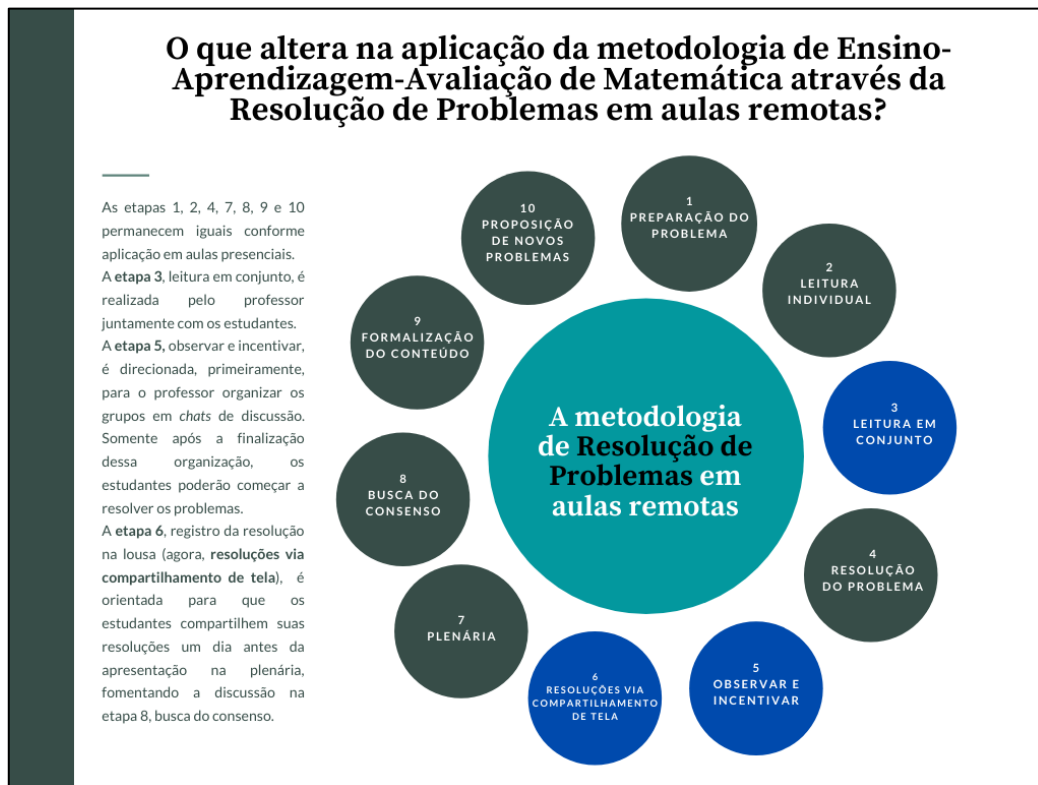 O que altera na aplicação da metodologia de Ensino-
Aprendizagem-Avaliação de Matemática através da
Resolução de Problemas em aulas remotas?
As etapas 1, 2, 4, 7, 8, 9 e 10
permanecem iguais conforme
aplicação em aulas presenciais.
A etapa 3, leitura em conjunto, é
realizada pelo professor
juntamente com os estudantes.
A etapa 5, observar e incentivar,
é direcionada, primeiramente,
para o professor organizar os
grupos em chats de discussão.
Somente após a finalização
dessa organização, os
estudantes poderão começar a
resolver os problemas.
A etapa 6, registro da resolução
na lousa (agora, resoluções via
compartilhamento de tela), é
orientada para que os
estudantes compartilhem suas
resoluções um dia antes da
apresentação na plenária,
fomentando a discussão na
etapa 8, busca do consenso.
A metodologia
de Resolução de
Problemas em
aulas remotas
1
PREPARAÇÃO DO
PROBLEMA
2
LEITURA
INDIVIDUAL
3
LEITURA EM
CONJUNTO
4
RESOLUÇÃO
DO PROBLEMA
5
OBSERVAR E
INCENTIVAR
6
RESOLUÇÕES VIA
COMPARTILHAMENTO
DE TELA
7
PLENÁRIA
8
BUSCA DO
CONSENSO
9
FORMALIZAÇÃO
DO CONTEÚDO
10
PROPOSIÇÃO
DE NOVOS
PROBLEMAS